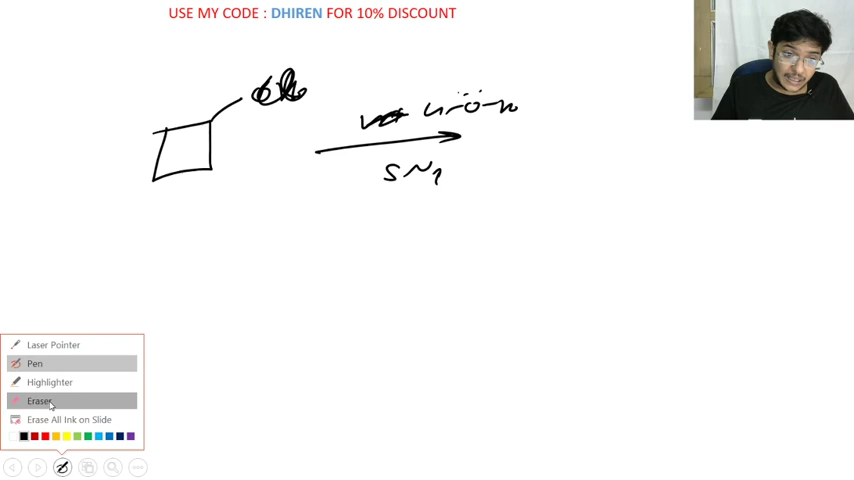 USE MY CODE : DHIREN FOR 10% DISCOUNT
H-Ö-H
SN1
Laser Pointer
Pen
Highlighter
Eraser
Erase All Ink on Slide